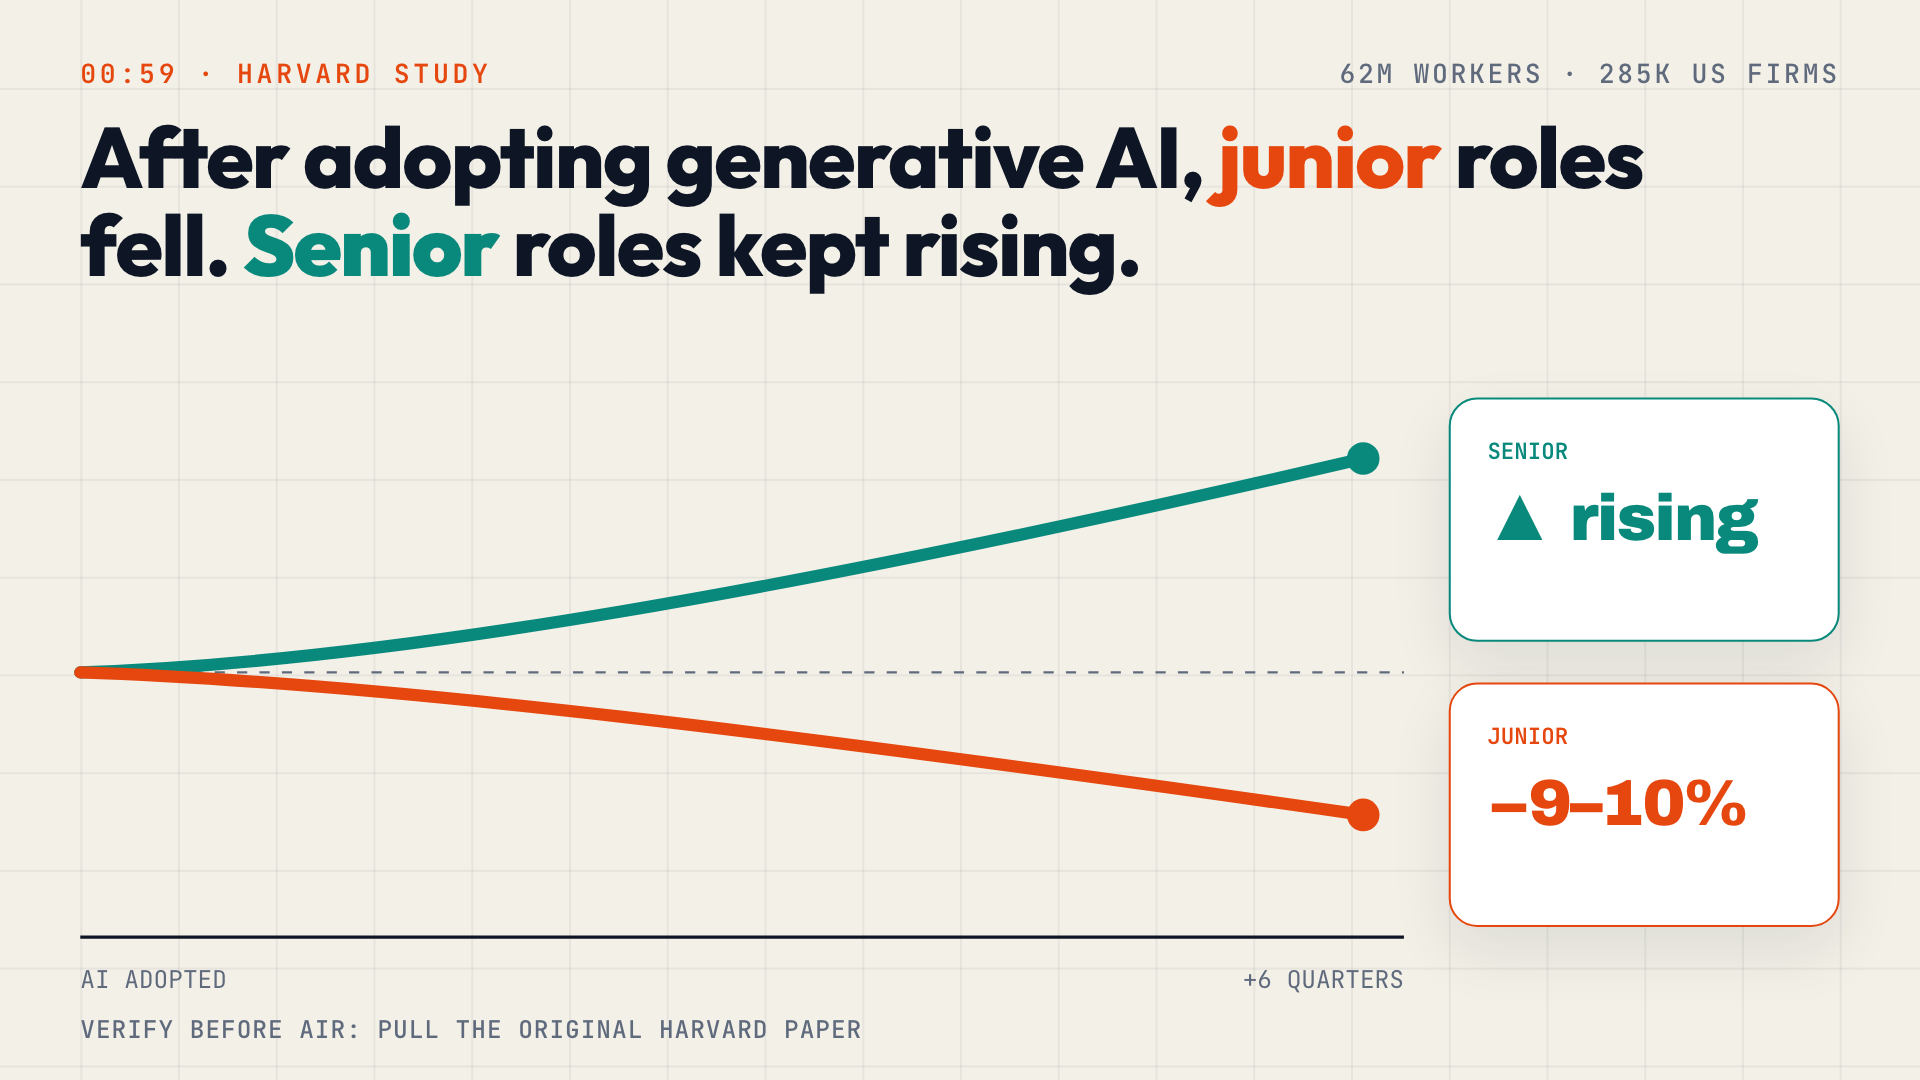 00:59 · HARVARD STUDY
62M WORKERS · 285K US FIRMS
After adopting generative AI, junior roles
fell. Senior roles kept rising.
SENIOR
▲ rising
JUNIOR
–9–10%
AI ADOPTED
+6 QUARTERS
VERIFY BEFORE AIR: PULL THE ORIGINAL HARVARD PAPER